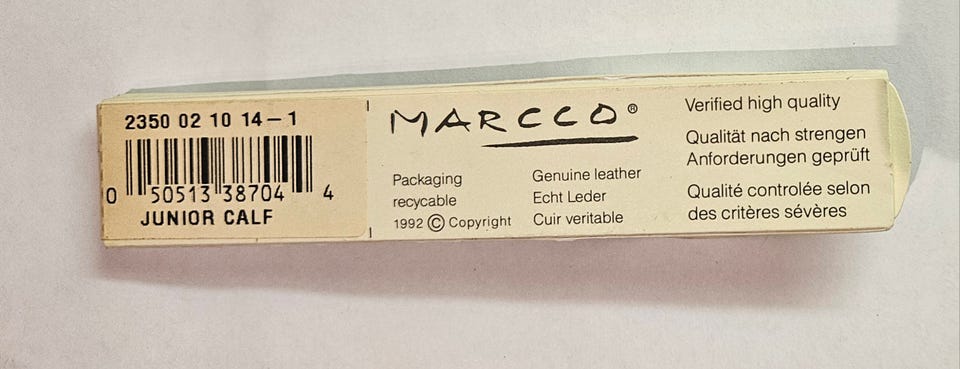 2350 02 10 14-1
0 50513 38704 4
JUNIOR CALF
MARCCO®
Packaging
recyclable
1992 © Copyright
Genuine leather
Echt Leder
Cuir veritable
Verified high quality
Qualität nach strengen
Anforderungen geprüft
Qualité controlée selon
des critères sévères